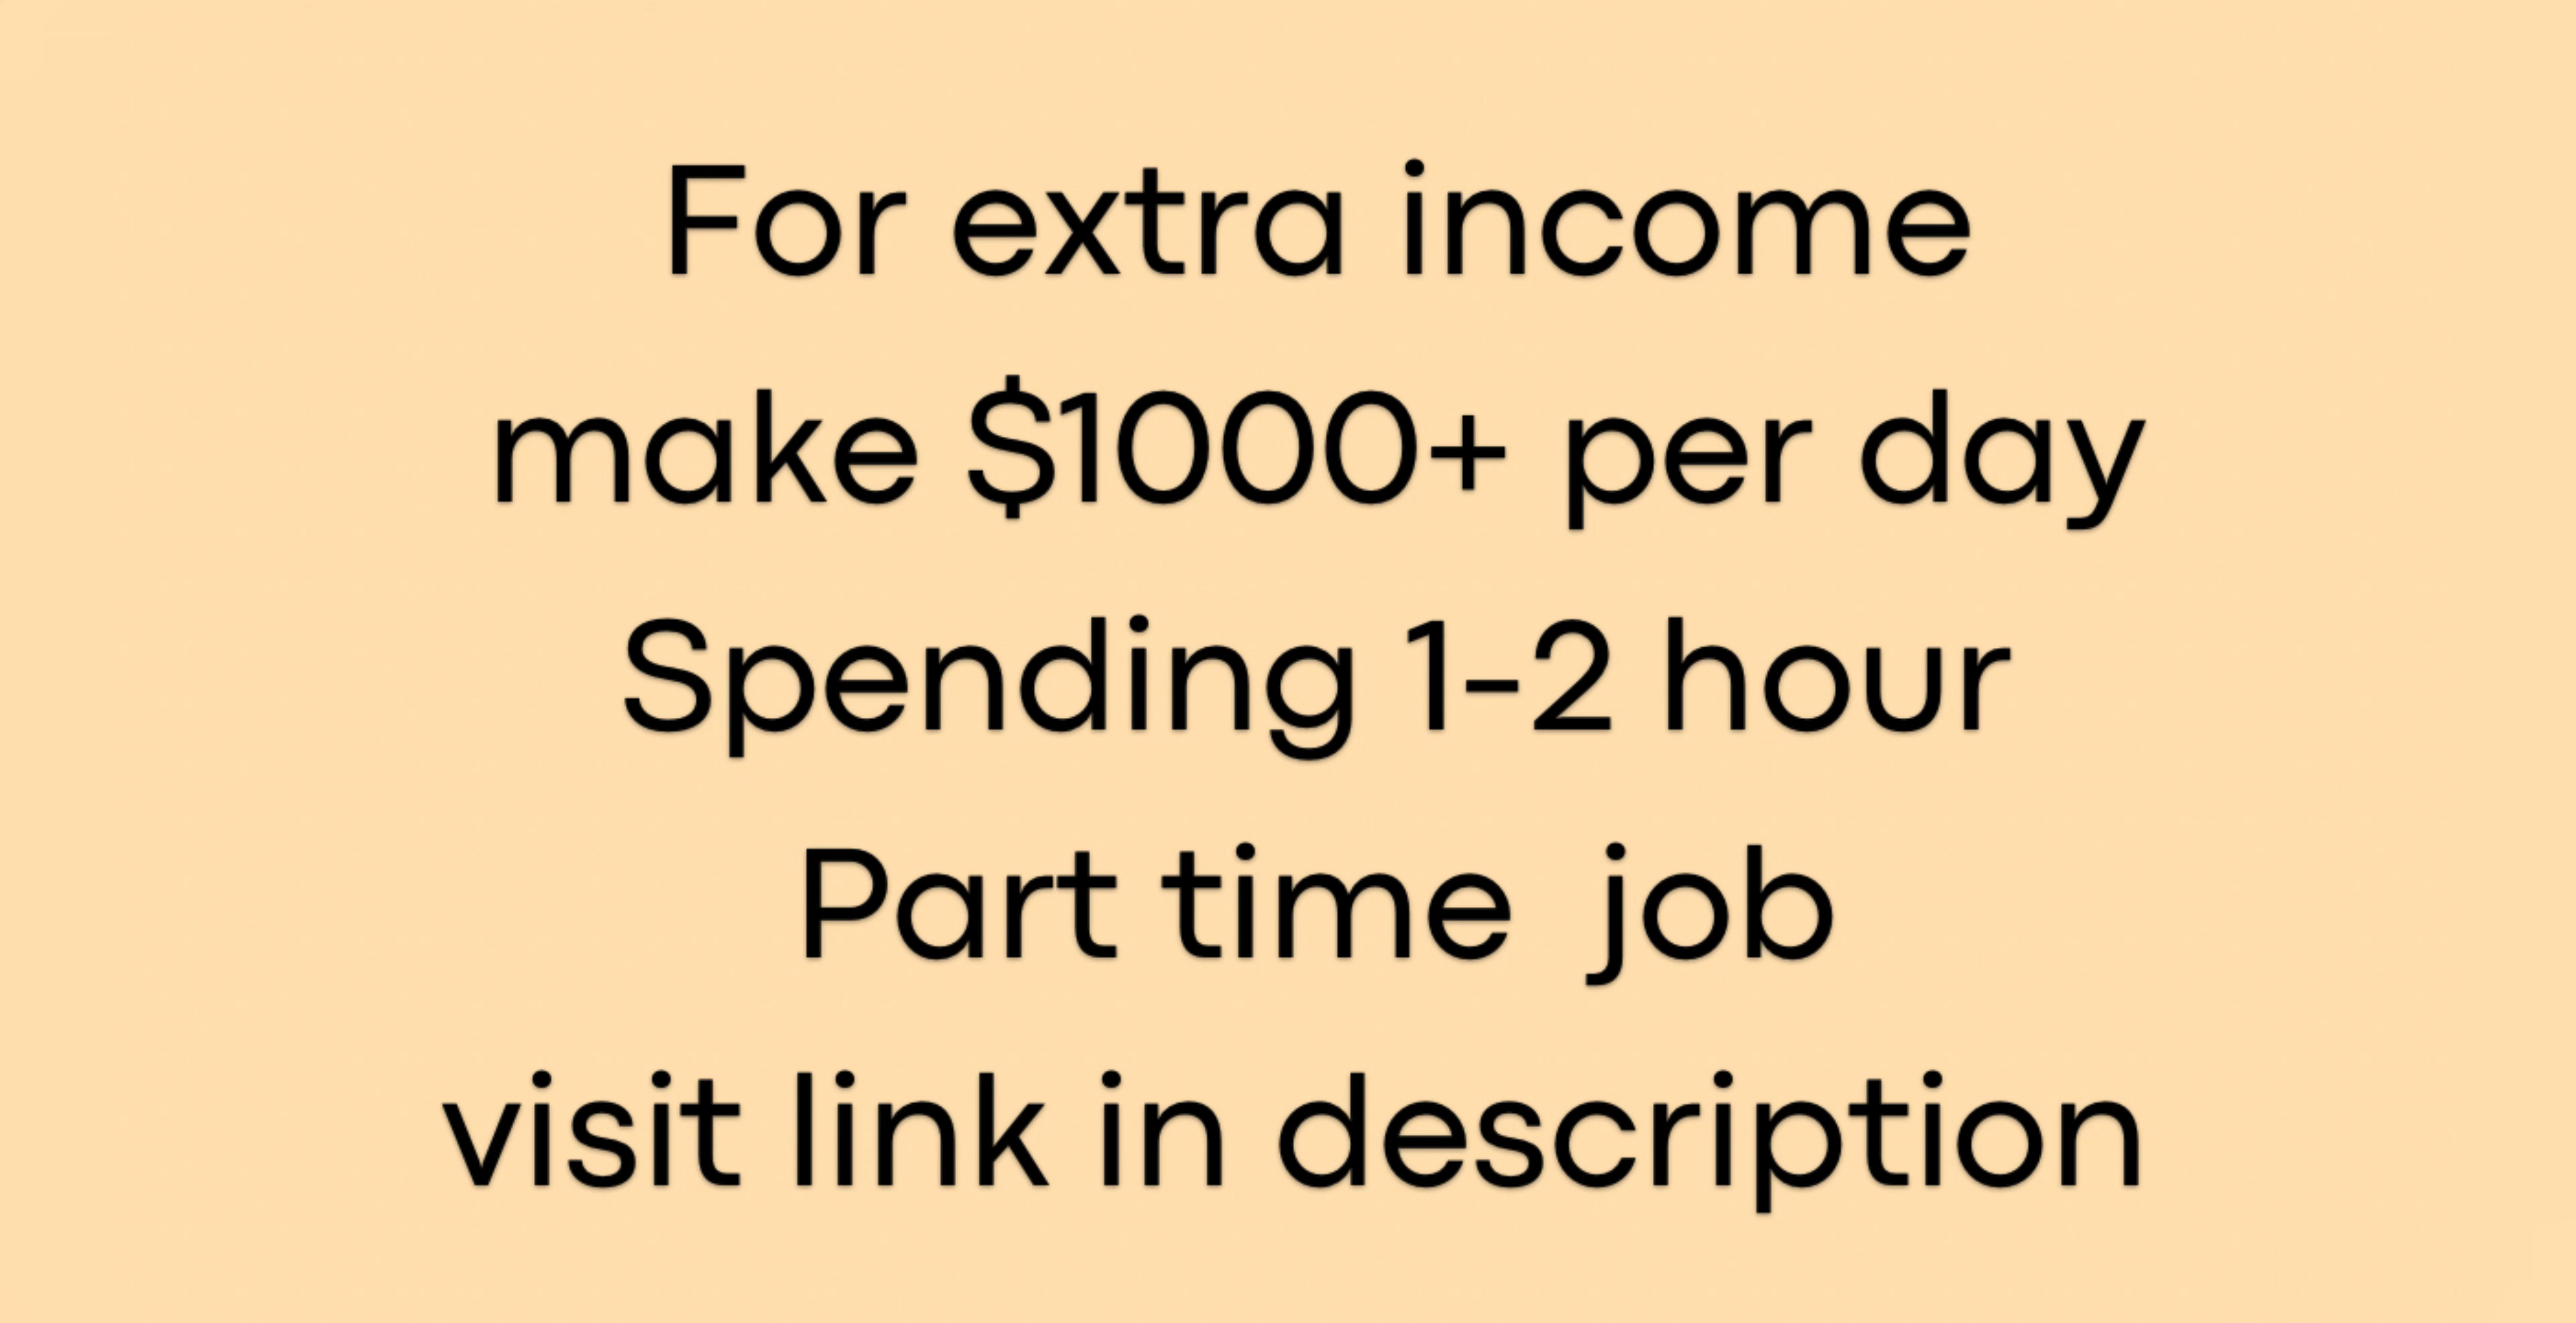 For extra income
make $1000+ per day
Spending 1-2 hour
Part time  job
visit link in description